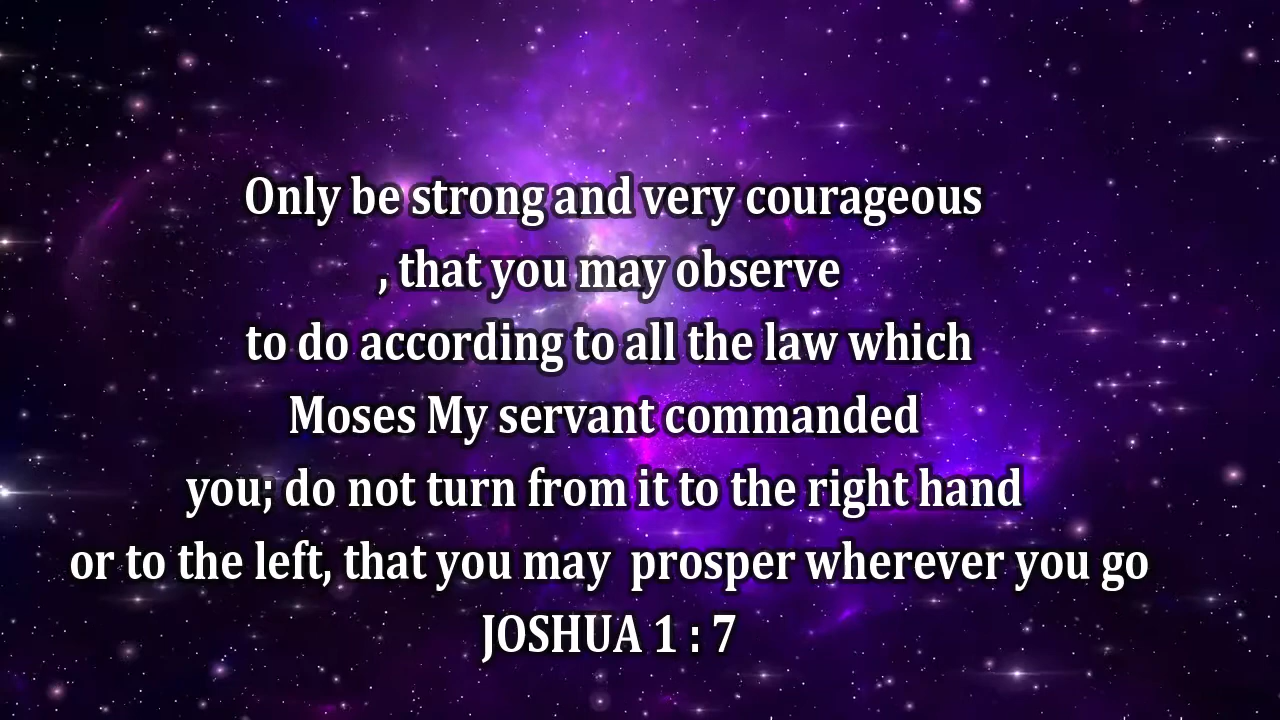 Only be strong and very courageous
, that you may observe
to do according to all the law which
Moses My servant commanded
you; do not turn from it to the right hand
or to the left, that you may  prosper wherever you go
JOSHUA 1 : 7